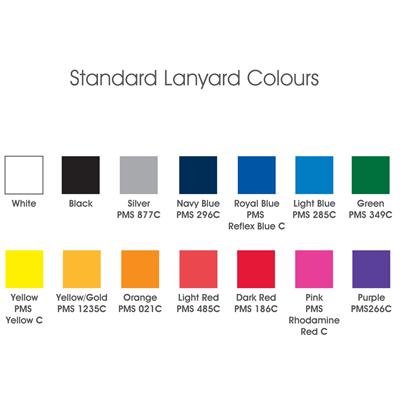 Standard Lanyard Colours
White
Black
Silver
PMS 877C
Navy Blue
PMS 296C
Royal Blue
PMS
Reflex Blue C
Light Blue
PMS 285C
Green
PMS 349C
Yellow
PMS
Yellow C
Yellow/Gold
PMS 1235C
Orange
PMS 021C
Light Red
PMS 485C
Dark Red
PMS 186C
Pink
PMS
Rhodamine
Red C
Purple
PMS266C